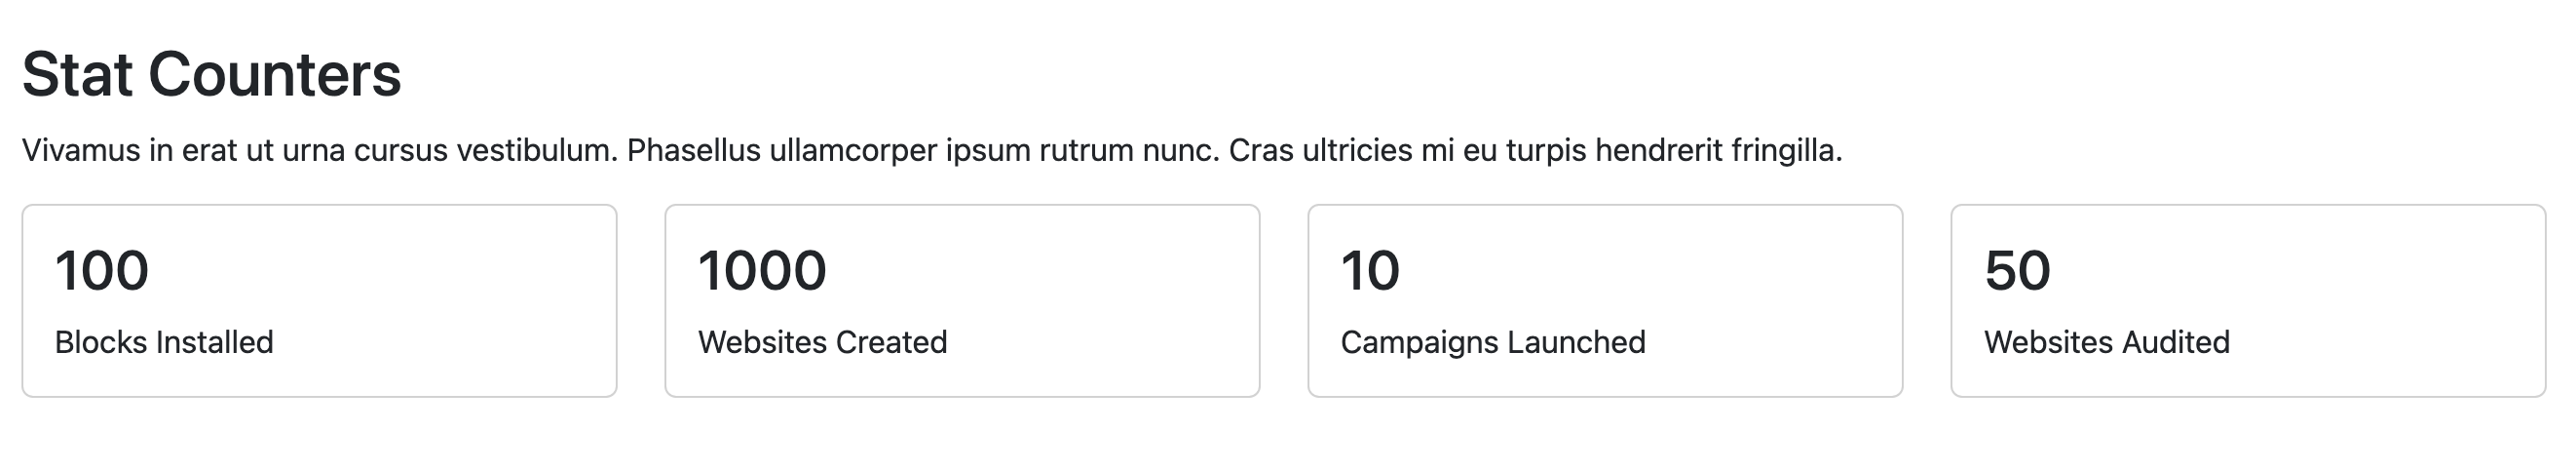 Stat Counters
Vivamus in erat ut urna cursus vestibulum. Phasellus ullamcorper ipsum rutrum nunc. Cras ultricies mi eu turpis hendrerit fringilla.
100
Blocks Installed
1000
Websites Created
10
Campaigns Launched
50
Websites Audited